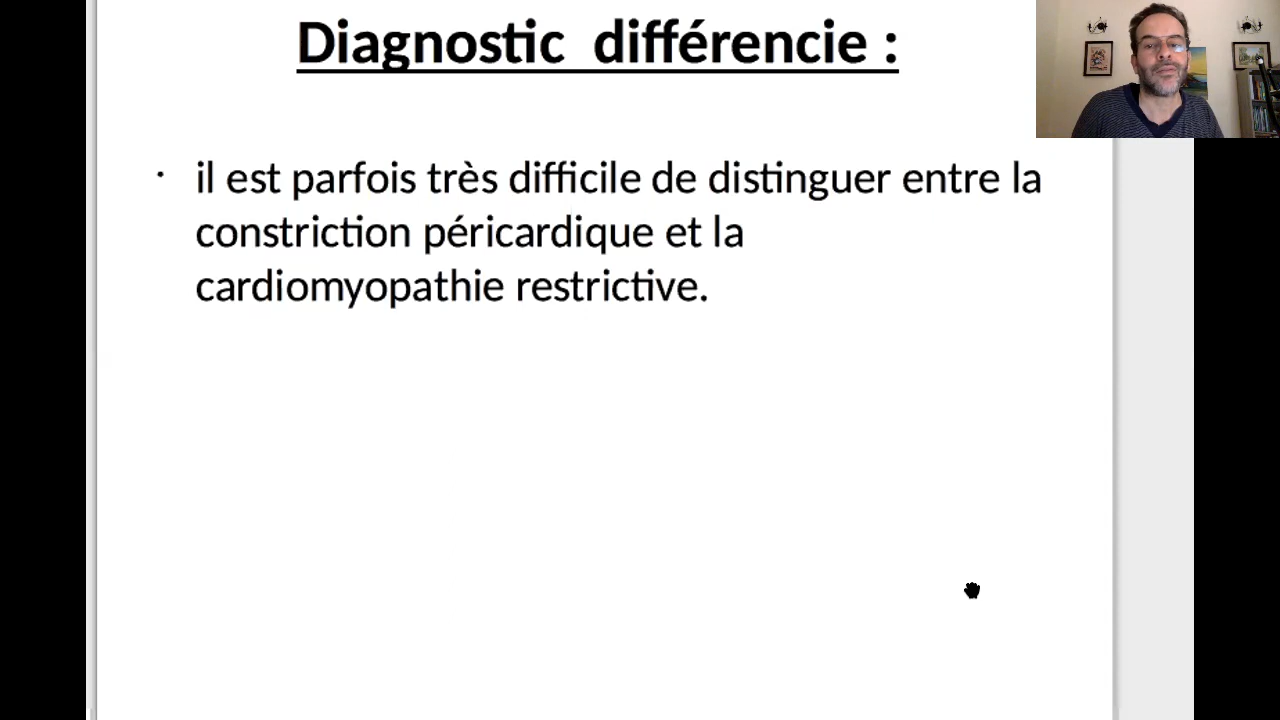 Diagnostic différencie :
• il est parfois très difficile de distinguer entre la
constriction péricardique et la
cardiomyopathie restrictive.